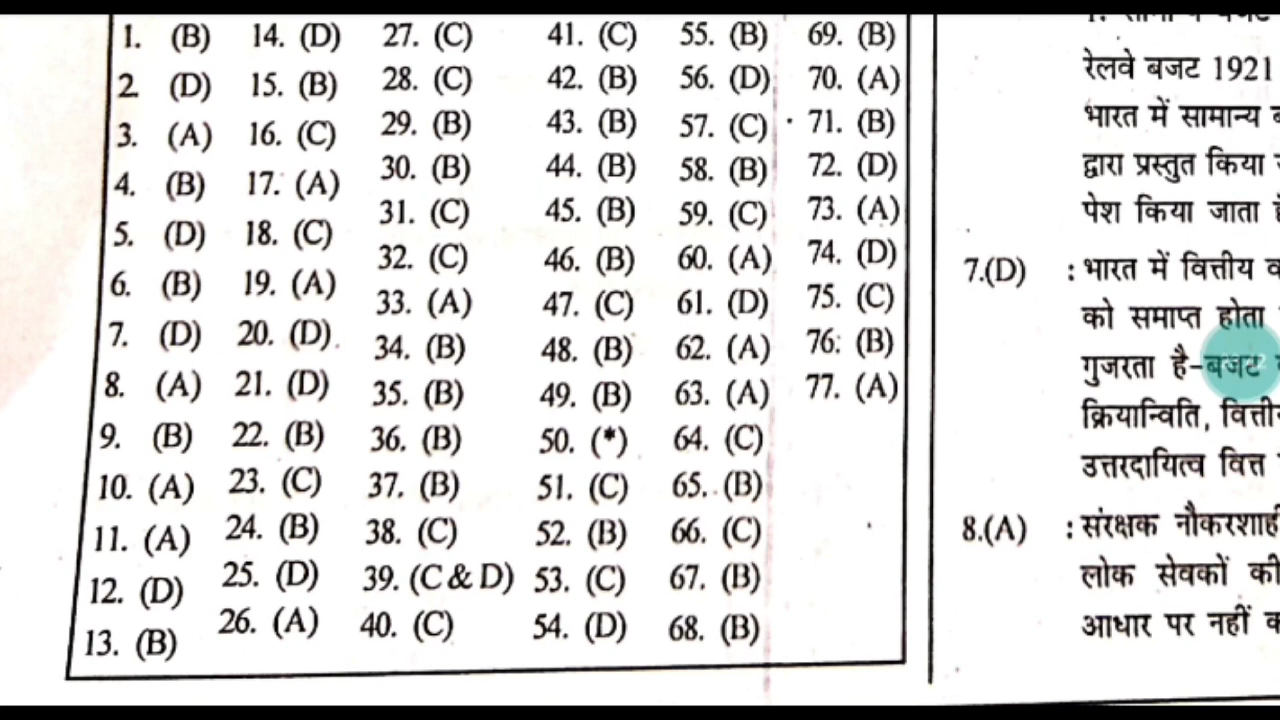 1. (B)
2 (D)
3. (A)
4. (B)
5. (D)
6. (B)
7. (D)
8. (A)
9. (B)
10. (A)
11. (A)
12. (D)
13. (B)
14. (D)
15. (B)
16. (C)
17. (A)
18. (C)
19. (A)
20. (D)
21. (D)
22. (B)
23. (C)
24. (B)
25. (D)
26. (A)
27. (C)
28. (C)
29. (B)
30. (B)
31. (C)
32. (C)
33. (A)
34. (B)
35. (B)
36. (B)
37. (B)
38. (C)
39. (C & D)
40. (C)
41. (C)
42. (B)
43. (B)
44. (B)
45. (B)
46. (B)
47. (C)
48. (B)
49. (B)
50. (*)
51. (C)
52. (B)
53. (C)
54. (D)
55. (B)
56. (D)
57. (C)
58. (B)
59. (C)
60. (A)
61. (D)
62. (A)
63. (A)
64. (C)
65. (B)
66. (C)
67. (B)
68. (B)
69. (B)
70. (A)
71. (B)
72. (D)
73. (A)
74. (D)
75. (C)
76. (B)
77. (A)
रेलवे बजट 1921
भारत में सामान्य
द्वारा प्रस्तुत किया
पेश किया जाता
7.(D) : भारत में वित्तीय
को समाप्त होता
गुजरता है-बजट
क्रियान्विति,
उत्तरदायित्व वित्त
8.(A) : संरक्षक
लोक सेवकों की
आधार पर नहीं